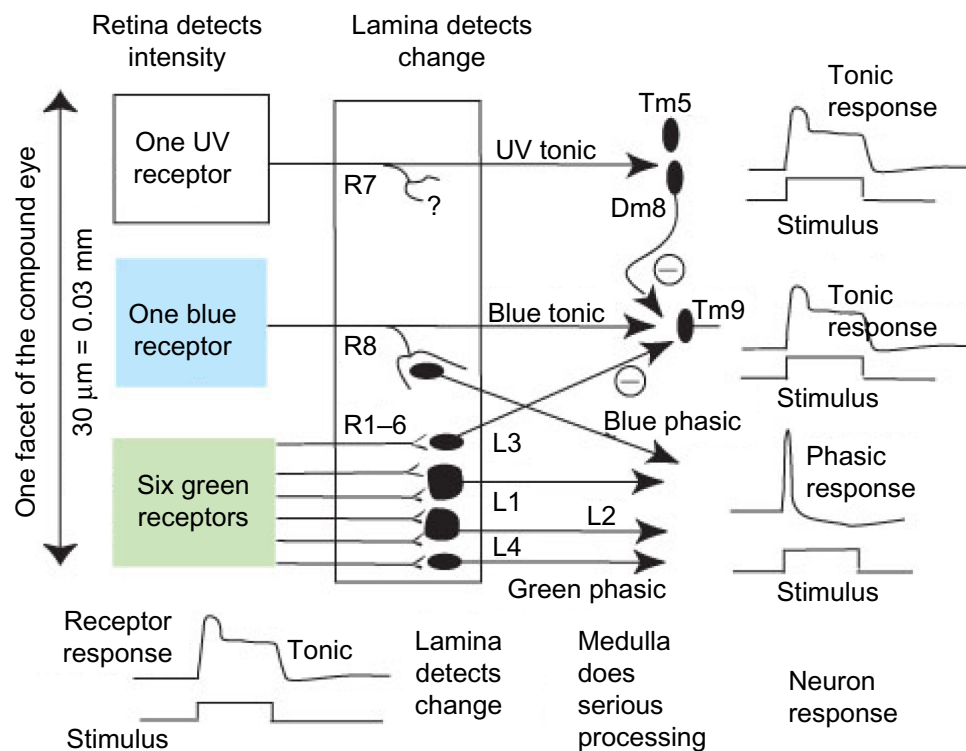 Retina detects
intensity
Lamina detects
change
One facet of the compound eye
30 μm = 0.03 mm
One UV
receptor
R7
?
UV tonic
Tm5
Dm8
Tonic
response
Stimulus
One blue
receptor
R8
Blue tonic
Tm9
Tonic
response
Stimulus
Blue phasic
Six green
receptors
R1–6
L3
L1
L2
L4
Green phasic
Phasic
response
Stimulus
Receptor
response
Tonic
Stimulus
Lamina
detects
change
Medulla
does
serious
processing
Neuron
response